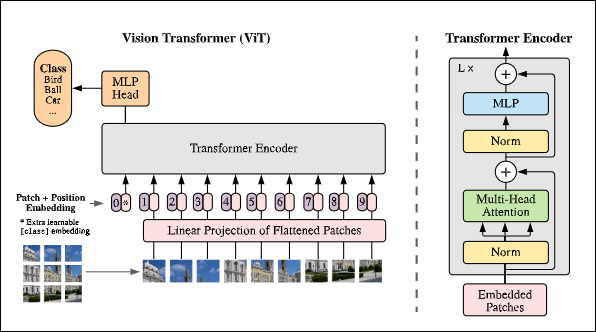 Vision Transformer (ViT)
Class
Bird
Ball
Car
...
MLP
Head
Transformer Encoder
Patch + Position
Embedding
* Extra learnable
[class] embedding
0 * 1 2 3 4 5 6 7 8 9
Linear Projection of Flattened Patches
Transformer Encoder
L ×
+
MLP
Norm
+
Multi-Head
Attention
Norm
Embedded
Patches